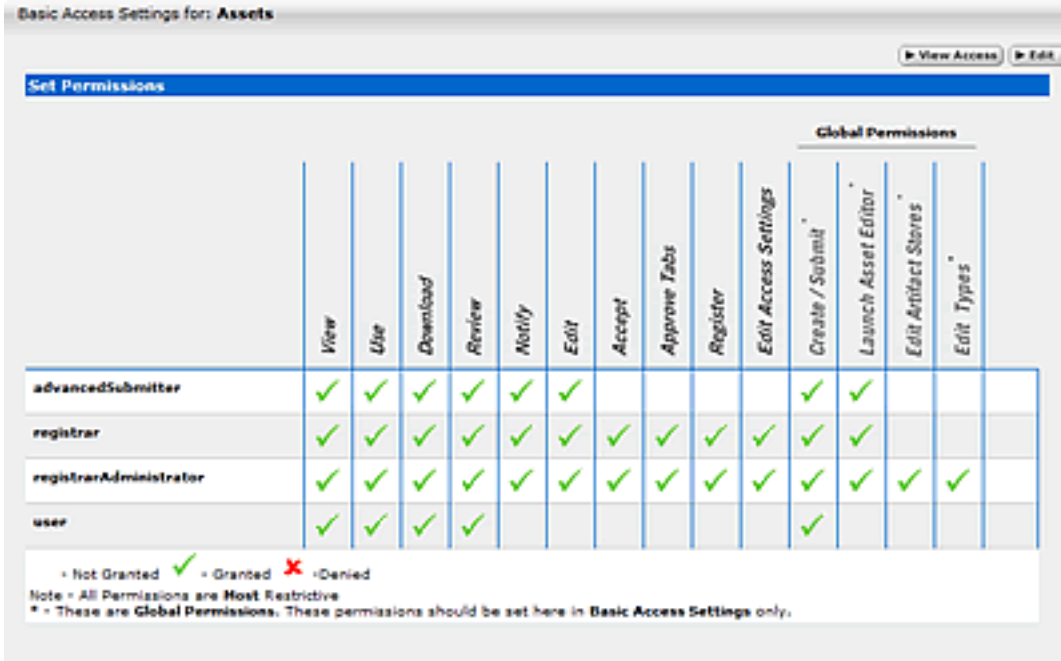 Basic Access Settings for: Assets
View Access Edit
Set Permissions
Global Permissions
View Use Download Review Notify Edit Accept Approve Tabs Register Edit Access Settings Create / Submit* Launch Asset Editor* Edit Artifact Stores* Edit Types*
advancedSubmitter
registrar
registrarAdministrator
user
- Not Granted - Granted -Denied
Note - All Permissions are Most Restrictive
* - These are Global Permissions. These permissions should be set here in Basic Access Settings only.